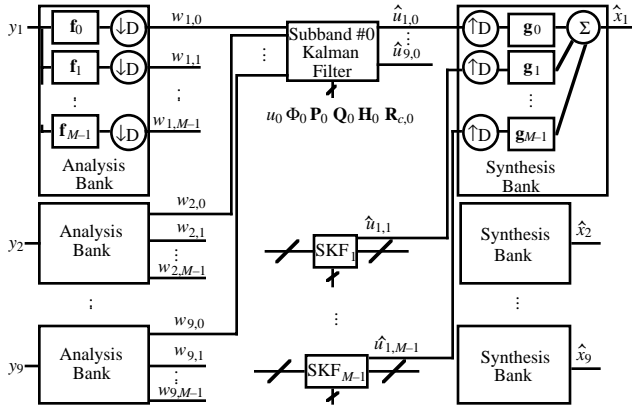 y1 f0 ↓D w1,0 Subband #0 Kalman Filter û1,0 ↑D g0 Σ x̂1
f1 ↓D w1,1 ⋮ ⋮ û9,0 ↑D g1
⋮ ⋮ ⋮
fM–1 ↓D w1,M–1 u0 Φ0 P0 Q0 H0 Rc,0 ↑D gM–1
Analysis Bank Synthesis Bank
y2 Analysis Bank w2,0 û1,1 Synthesis Bank x̂2
w2,1 SKF1
⋮
w2,M–1
⋮ ⋮ ⋮
y9 Analysis Bank w9,0 û1,M–1 Synthesis Bank x̂9
w9,1 SKFM–1
⋮
w9,M–1